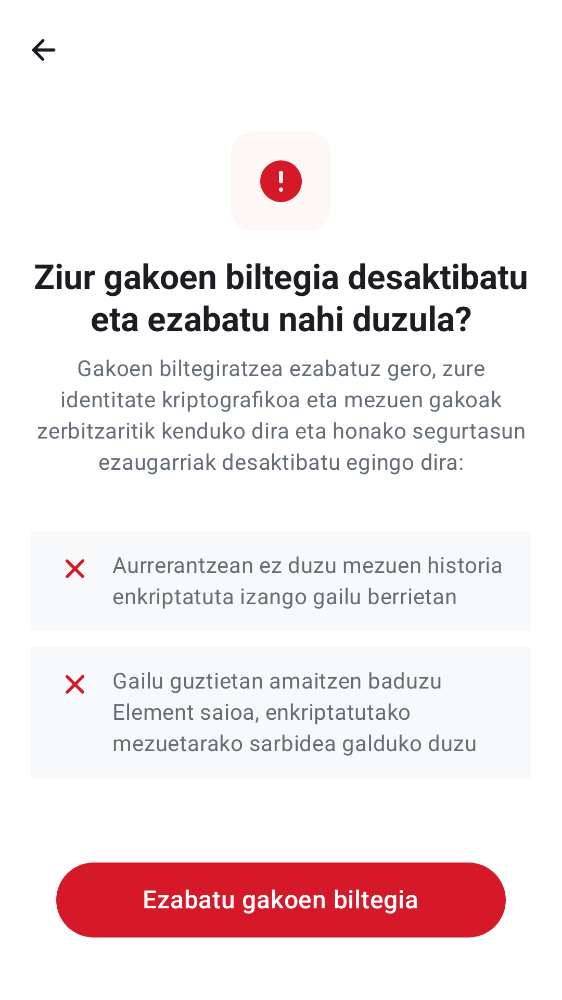 Ziur gakoen biltegia desaktibatu
eta ezabatu nahi duzula?
Gakoen biltegiratzea ezabatuz gero, zure
identitate kriptografikoa eta mezuen gakoak
zerbitzaritik kenduko dira eta honako segurtasun
ezaugarriak desaktibatu egingo dira:
Aurrerantzean ez duzu mezuen historia
enkriptatuta izango gailu berrietan
Gailu guztietan amaitzen baduzu
Element saioa, enkriptatutako
mezuetarako sarbidea galduko duzu
Ezabatu gakoen biltegia